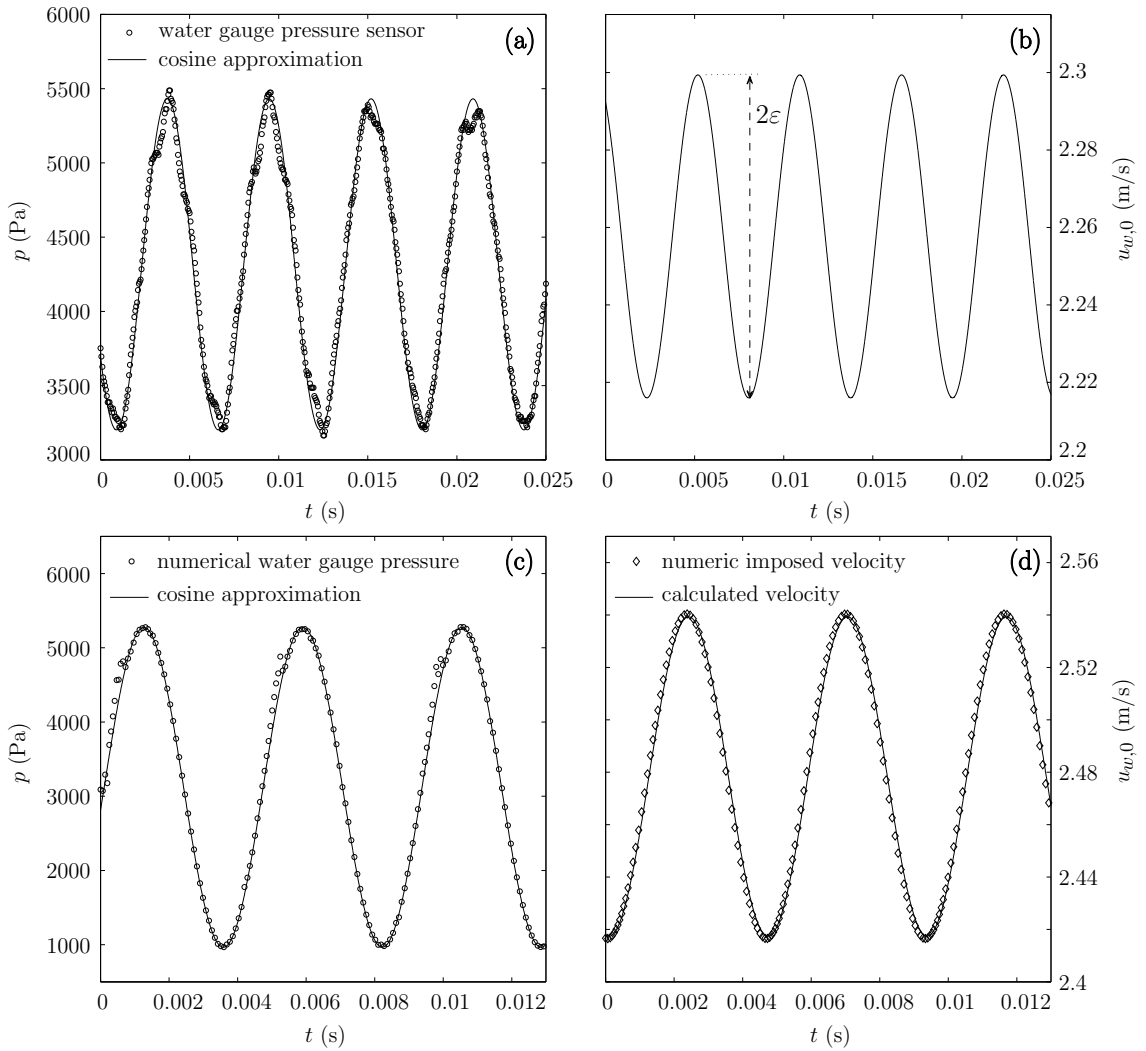 6000
5500
5000
4500
4000
3500
3000
p (Pa)
water gauge pressure sensor
cosine approximation
(a)
0
0.005
0.01
0.015
0.02
0.025
t (s)
(b)
2ε
2.3
2.28
2.26
2.24
2.22
2.2
u_{w,0} (m/s)
0
0.005
0.01
0.015
0.02
0.025
t (s)
6000
5000
4000
3000
2000
1000
p (Pa)
numerical water gauge pressure
cosine approximation
(c)
0
0.002
0.004
0.006
0.008
0.01
0.012
t (s)
numeric imposed velocity
calculated velocity
(d)
2.56
2.52
2.48
2.44
2.4
u_{w,0} (m/s)
0
0.002
0.004
0.006
0.008
0.01
0.012
t (s)